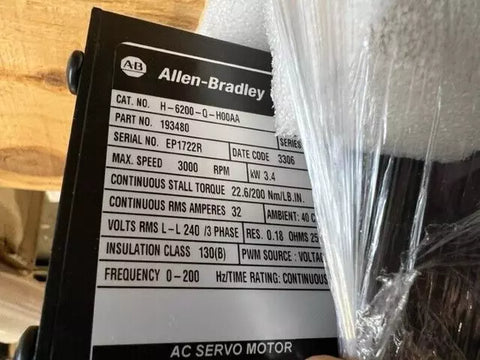 AB Allen-Bradley
CAT. NO. H-6200-Q-H00AA
PART NO. 193480 SERIES
SERIAL NO. EP1722R DATE CODE 3306
MAX. SPEED 3000 RPM kW 3.4
CONTINUOUS STALL TORQUE 22.6/200 Nm/LB.IN.
CONTINUOUS RMS AMPERES 32 AMBIENT: 40 C
VOLTS RMS L-L 240 /3 PHASE RES. 0.18 OHMS 25
INSULATION CLASS 130(B) PWM SOURCE: VOLTAG
FREQUENCY 0-200 Hz/TIME RATING: CONTINUOUS
AC SERVO MOTOR